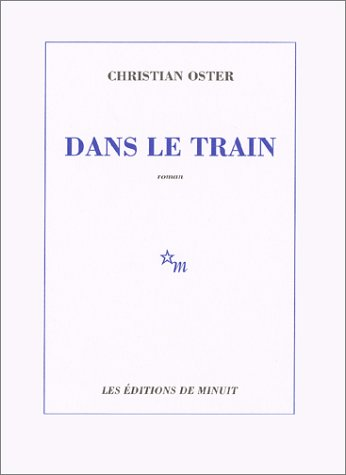 CHRISTIAN OSTER
DANS LE TRAIN
roman
m
LES ÉDITIONS DE MINUIT